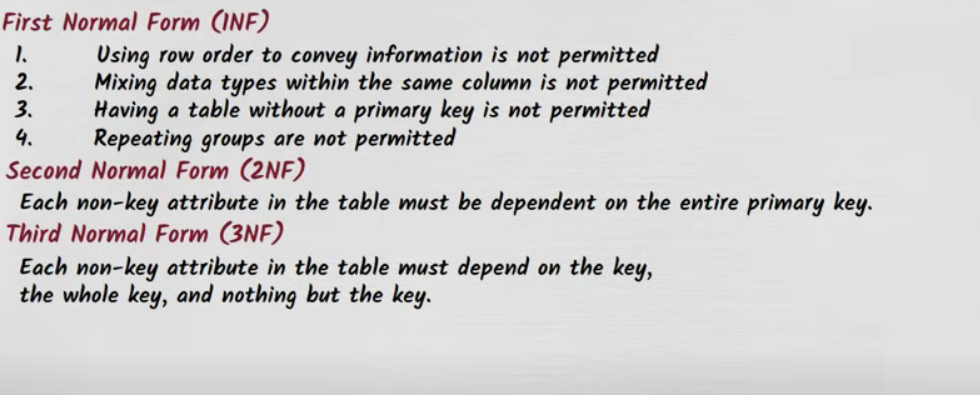 First Normal Form (1NF)
1. Using row order to convey information is not permitted
2. Mixing data types within the same column is not permitted
3. Having a table without a primary key is not permitted
4. Repeating groups are not permitted
Second Normal Form (2NF)
Each non-key attribute in the table must be dependent on the entire primary key.
Third Normal Form (3NF)
Each non-key attribute in the table must depend on the key,
the whole key, and nothing but the key.